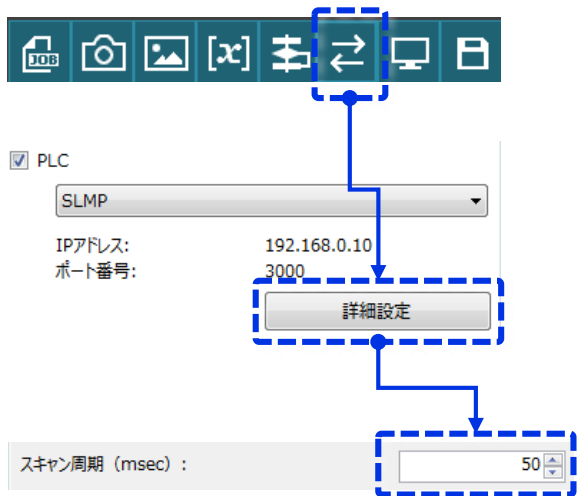 JOB
[x]
PLC
SLMP
IPアドレス: 192.168.0.10
ポート番号: 3000
詳細設定
スキャン周期（msec）: 50